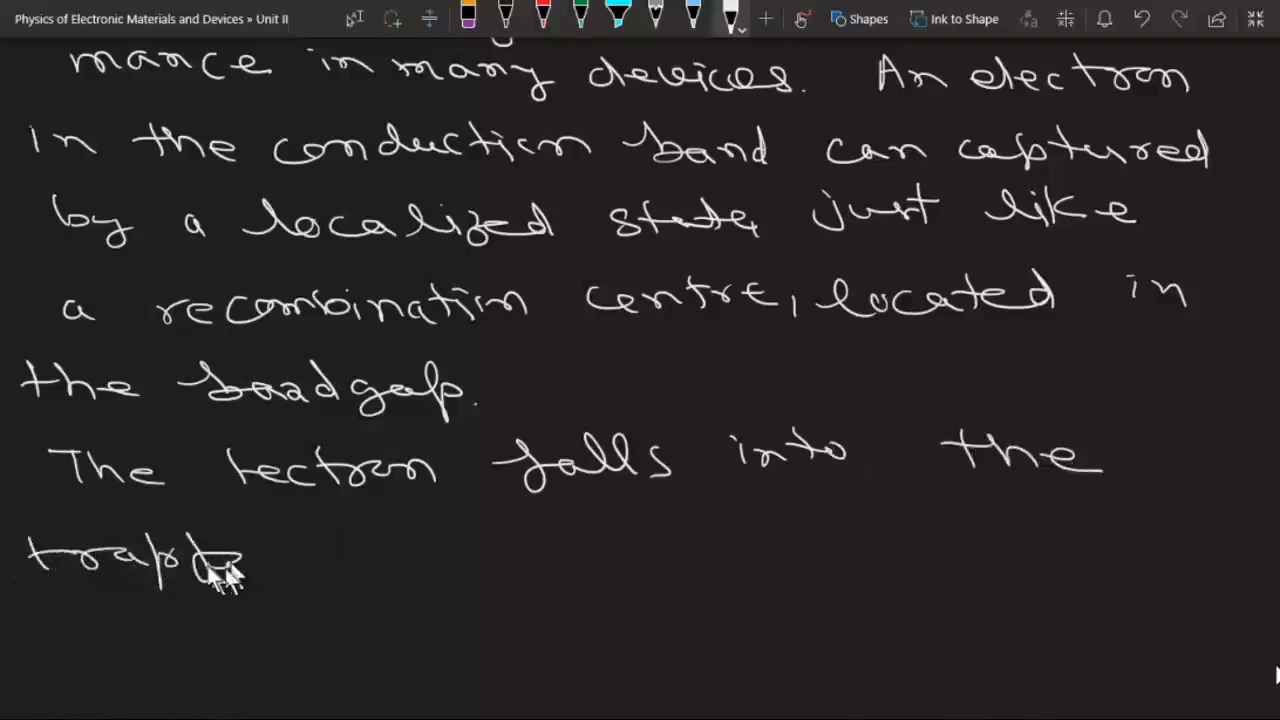 Physics of Electronic Materials and Devices » Unit II
Shapes
Ink to Shape
mance in many devices. An electron
in the conduction band can captured
by a localized state, just like
a recombination centre, located in
the bandgap.
The tectron falls into the
trap